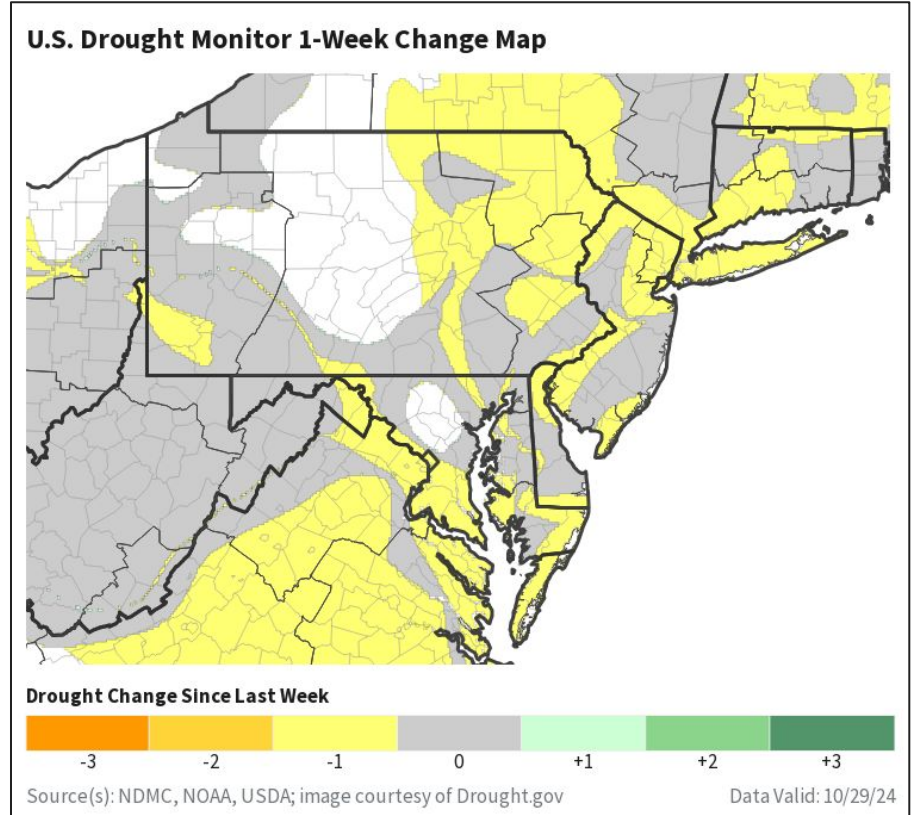 U.S. Drought Monitor 1-Week Change Map
Drought Change Since Last Week
-3 -2 -1 0 +1 +2 +3
Source(s): NDMC, NOAA, USDA; image courtesy of Drought.gov Data Valid: 10/29/24